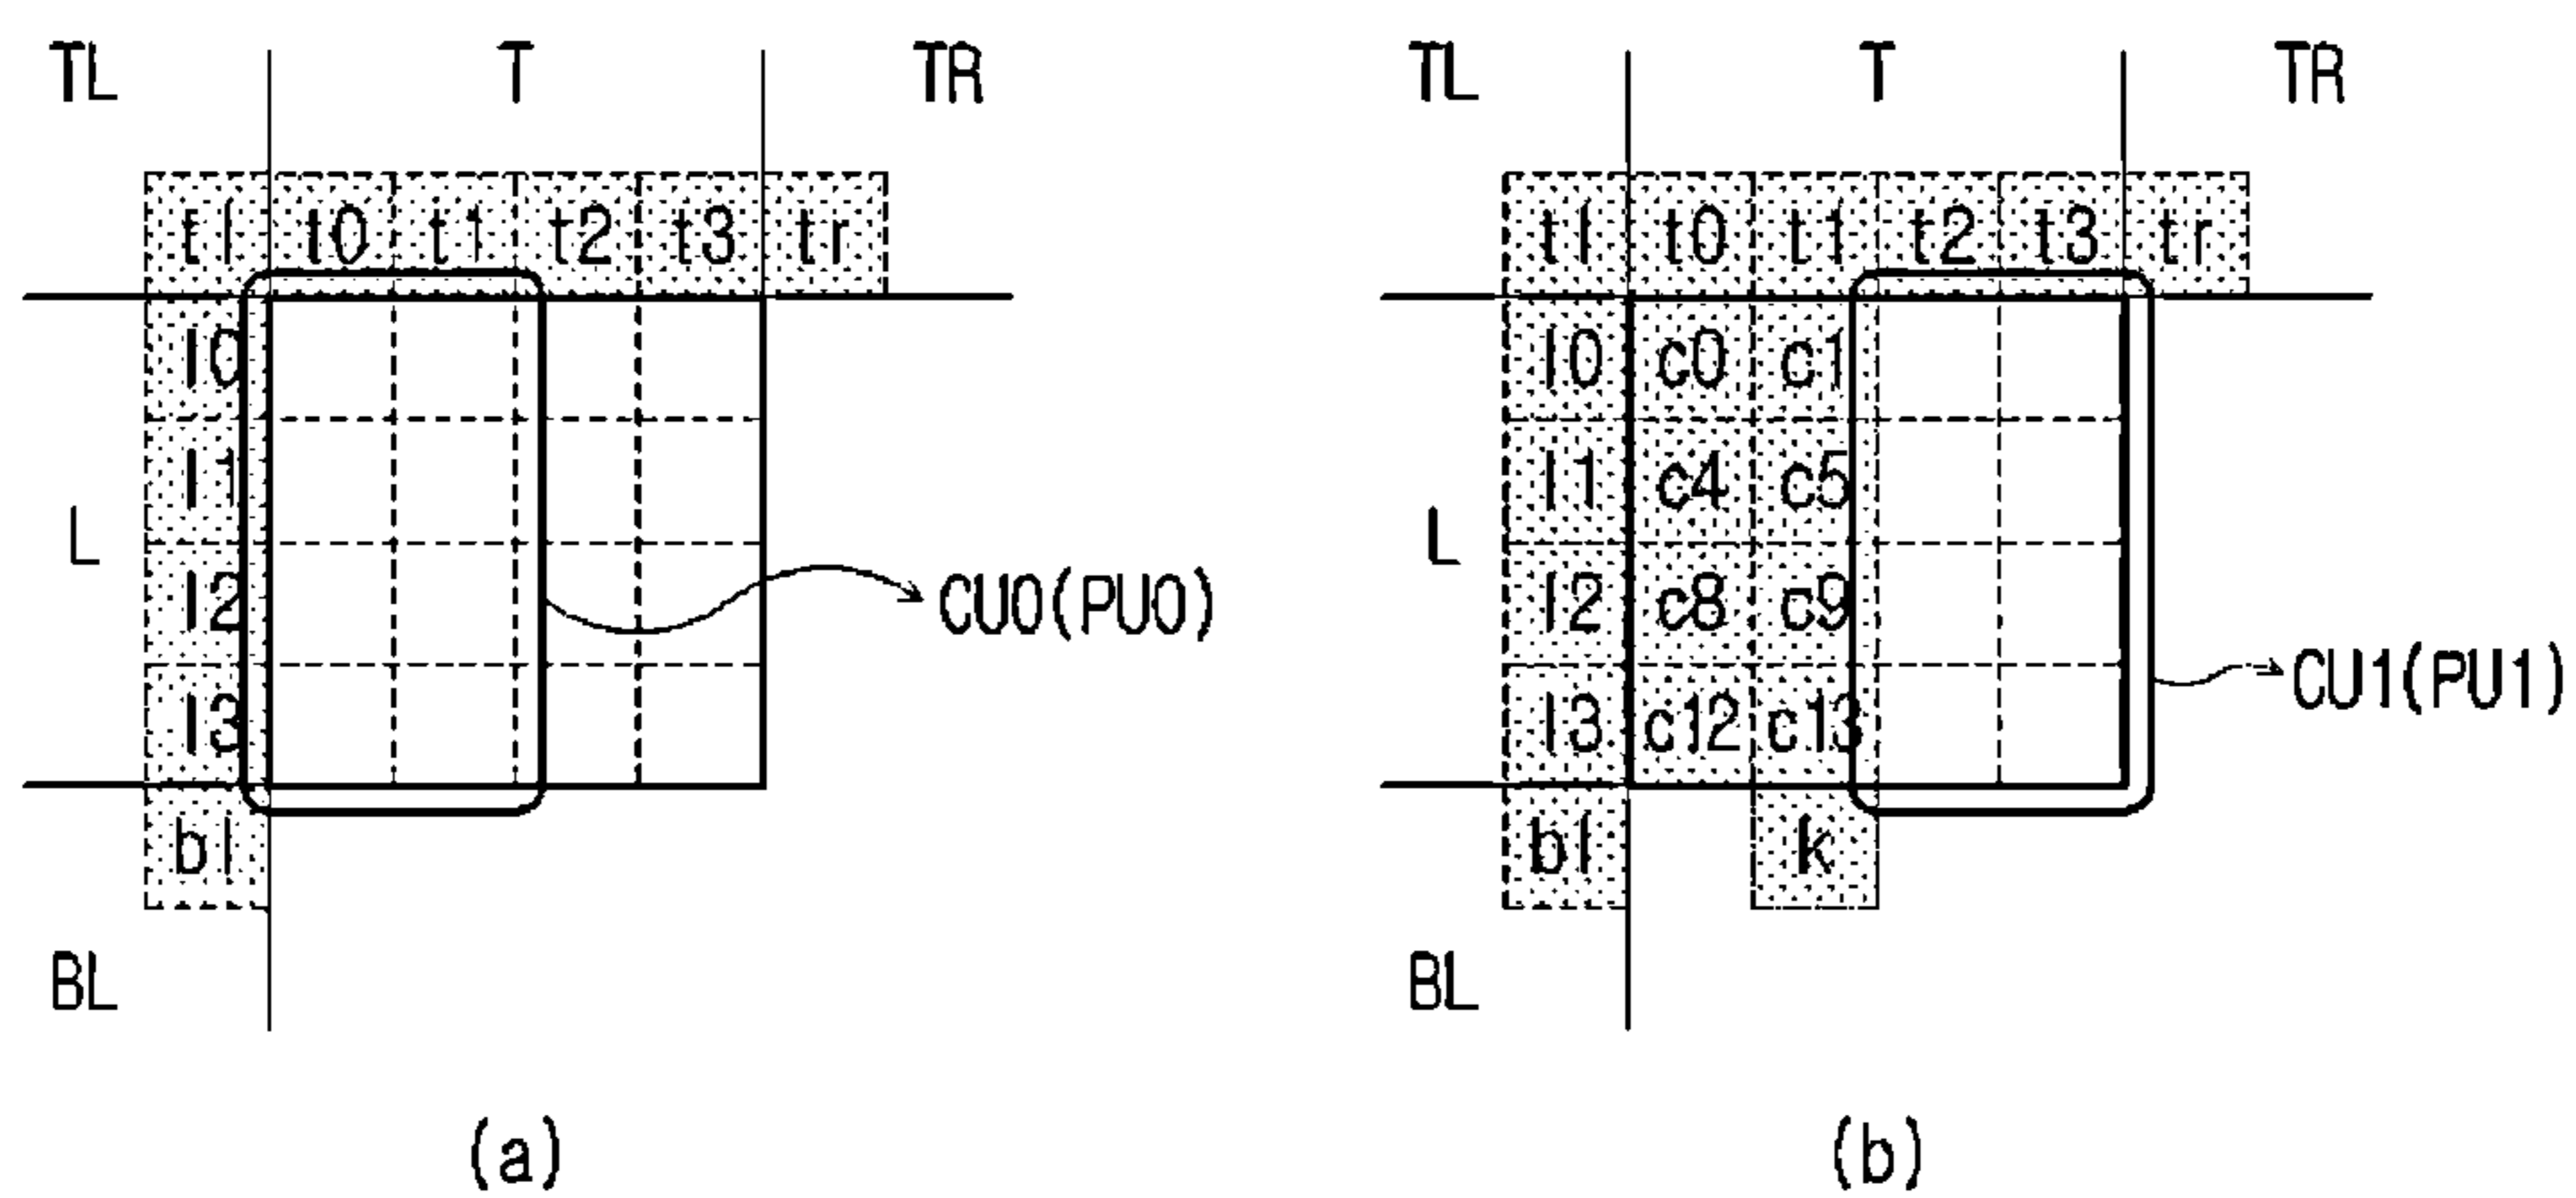 TL T TR
tl t0 t1 t2 t3 tr
l0
l1
L
l2
CU0(PU0)
l3
bl
BL
(a)
TL T TR
tl t0 t1 t2 t3 tr
l0 c0 c1
l1 c4 c5
L
l2 c8 c9
CU1(PU1)
l3 c12 c13
bl k
BL
(b)